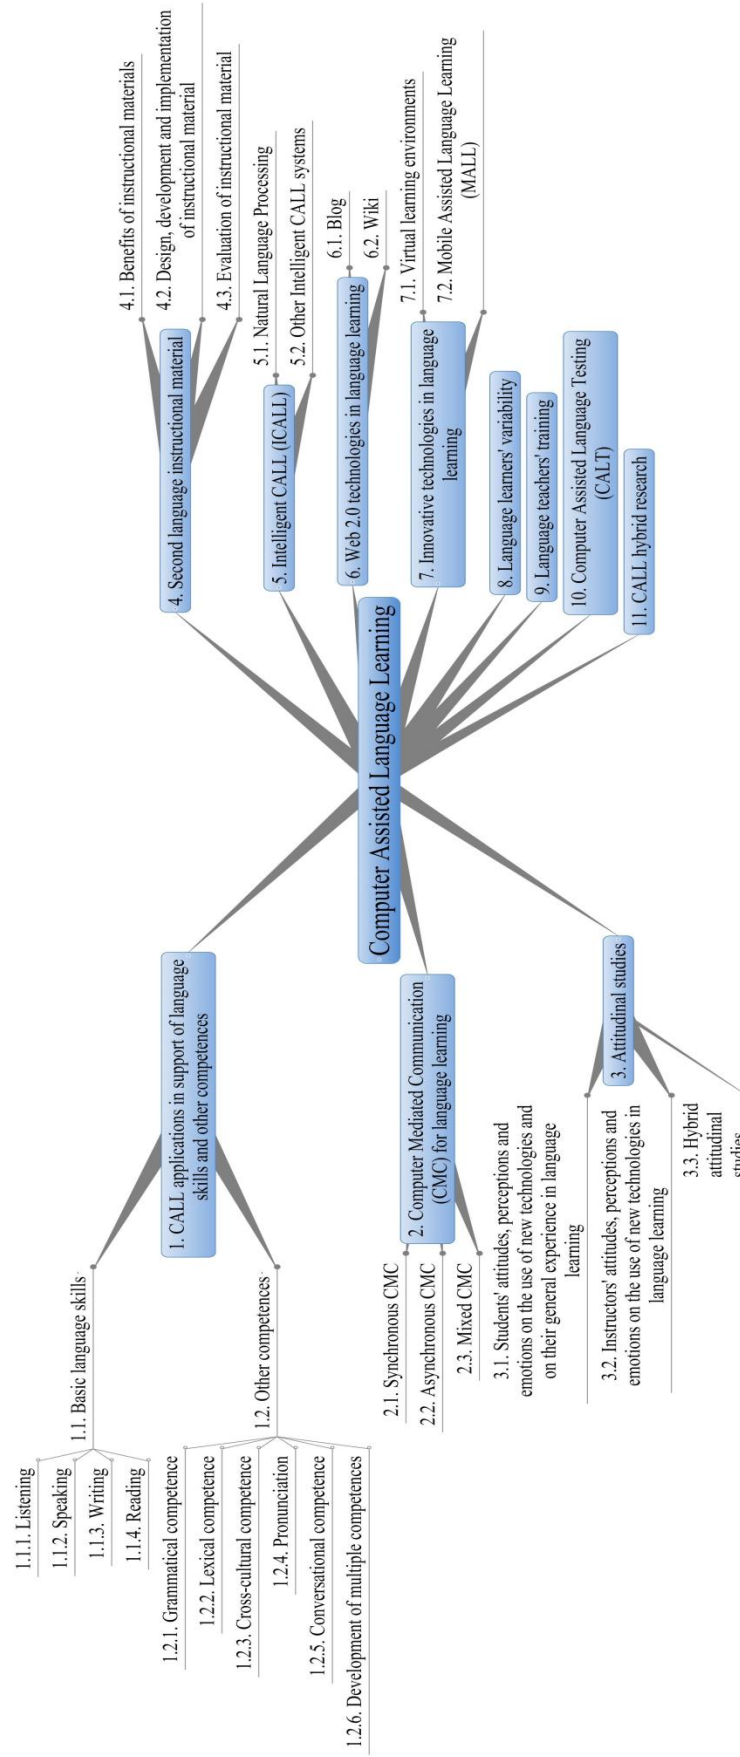 Computer Assisted Language Learning
1. CALL applications in support of language
skills and other competences
1.1. Basic language skills
1.1.1. Listening
1.1.2. Speaking
1.1.3. Writing
1.1.4. Reading
1.2. Other competences
1.2.1. Grammatical competence
1.2.2. Lexical competence
1.2.3. Cross-cultural competence
1.2.4. Pronunciation
1.2.5. Conversational competence
1.2.6. Development of multiple competences
2. Computer Mediated Communication
(CMC) for language learning
2.1. Synchronous CMC
2.2. Asynchronous CMC
2.3. Mixed CMC
3. Attitudinal studies
3.1. Students' attitudes, perceptions and
emotions on the use of new technologies and
on their general experience in language
learning
3.2. Instructors' attitudes, perceptions and
emotions on the use of new technologies in
language learning
3.3. Hybrid
attitudinal
studies
4. Second language instructional material
4.1. Benefits of instructional materials
4.2. Design, development and implementation
of instructional material
4.3. Evaluation of instructional material
5. Intelligent CALL (ICALL)
5.1. Natural Language Processing
5.2. Other Intelligent CALL systems
6. Web 2.0 technologies in language learning
6.1. Blog
6.2. Wiki
7. Innovative technologies in language
learning
7.1. Virtual learning environments
7.2. Mobile Assisted Language Learning
(MALL)
8. Language learners' variability
9. Language teachers' training
10. Computer Assisted Language Testing
(CALT)
11. CALL hybrid research